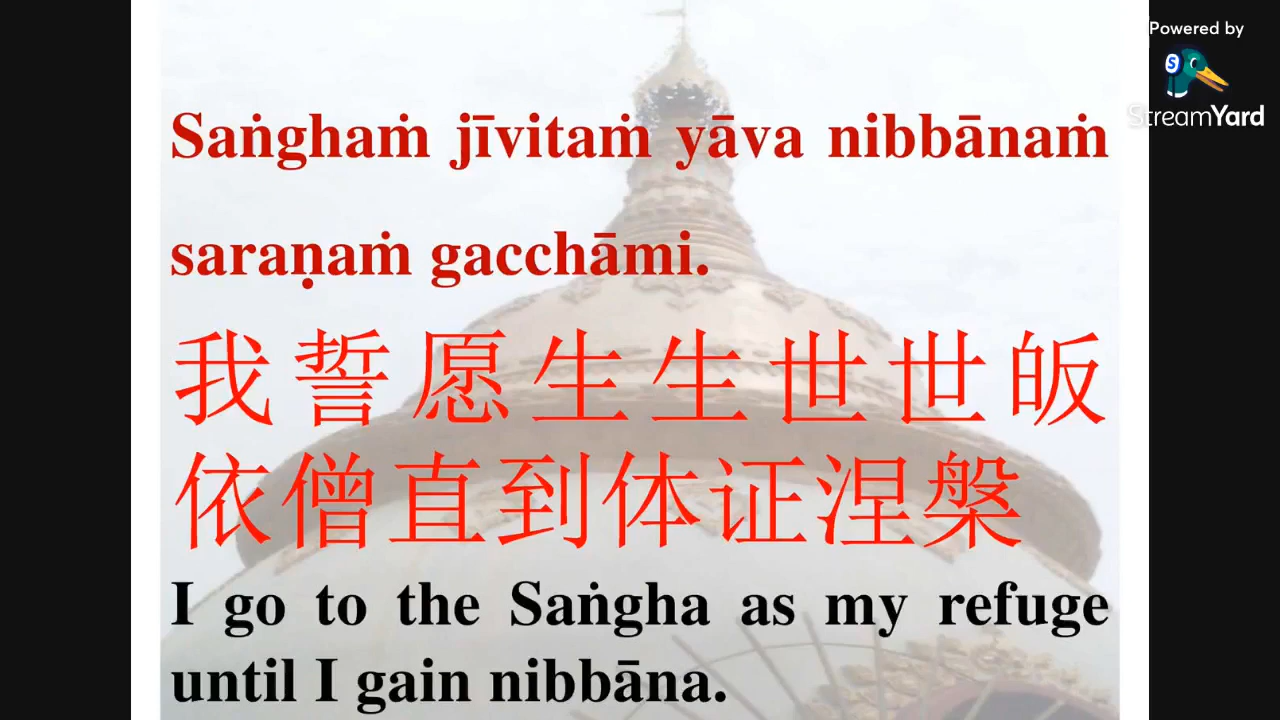 Powered by
StreamYard
Saṅghaṁ jīvitaṁ yāva nibbānaṁ
saraṇaṁ gacchāmi.
我誓愿生生世世皈
依僧直到体证涅槃
I go to the Saṅgha as my refuge
until I gain nibbāna.